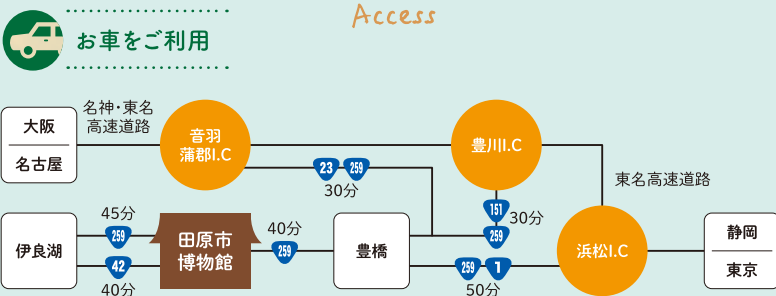 Access
お車をご利用
大阪
名古屋
名神・東名
高速道路
音羽
蒲郡I.C
23
259
30分
豊川I.C
東名高速道路
151
30分
259
伊良湖
45分
259
42
40分
田原市
博物館
40分
259
豊橋
259
1
50分
浜松I.C
静岡
東京